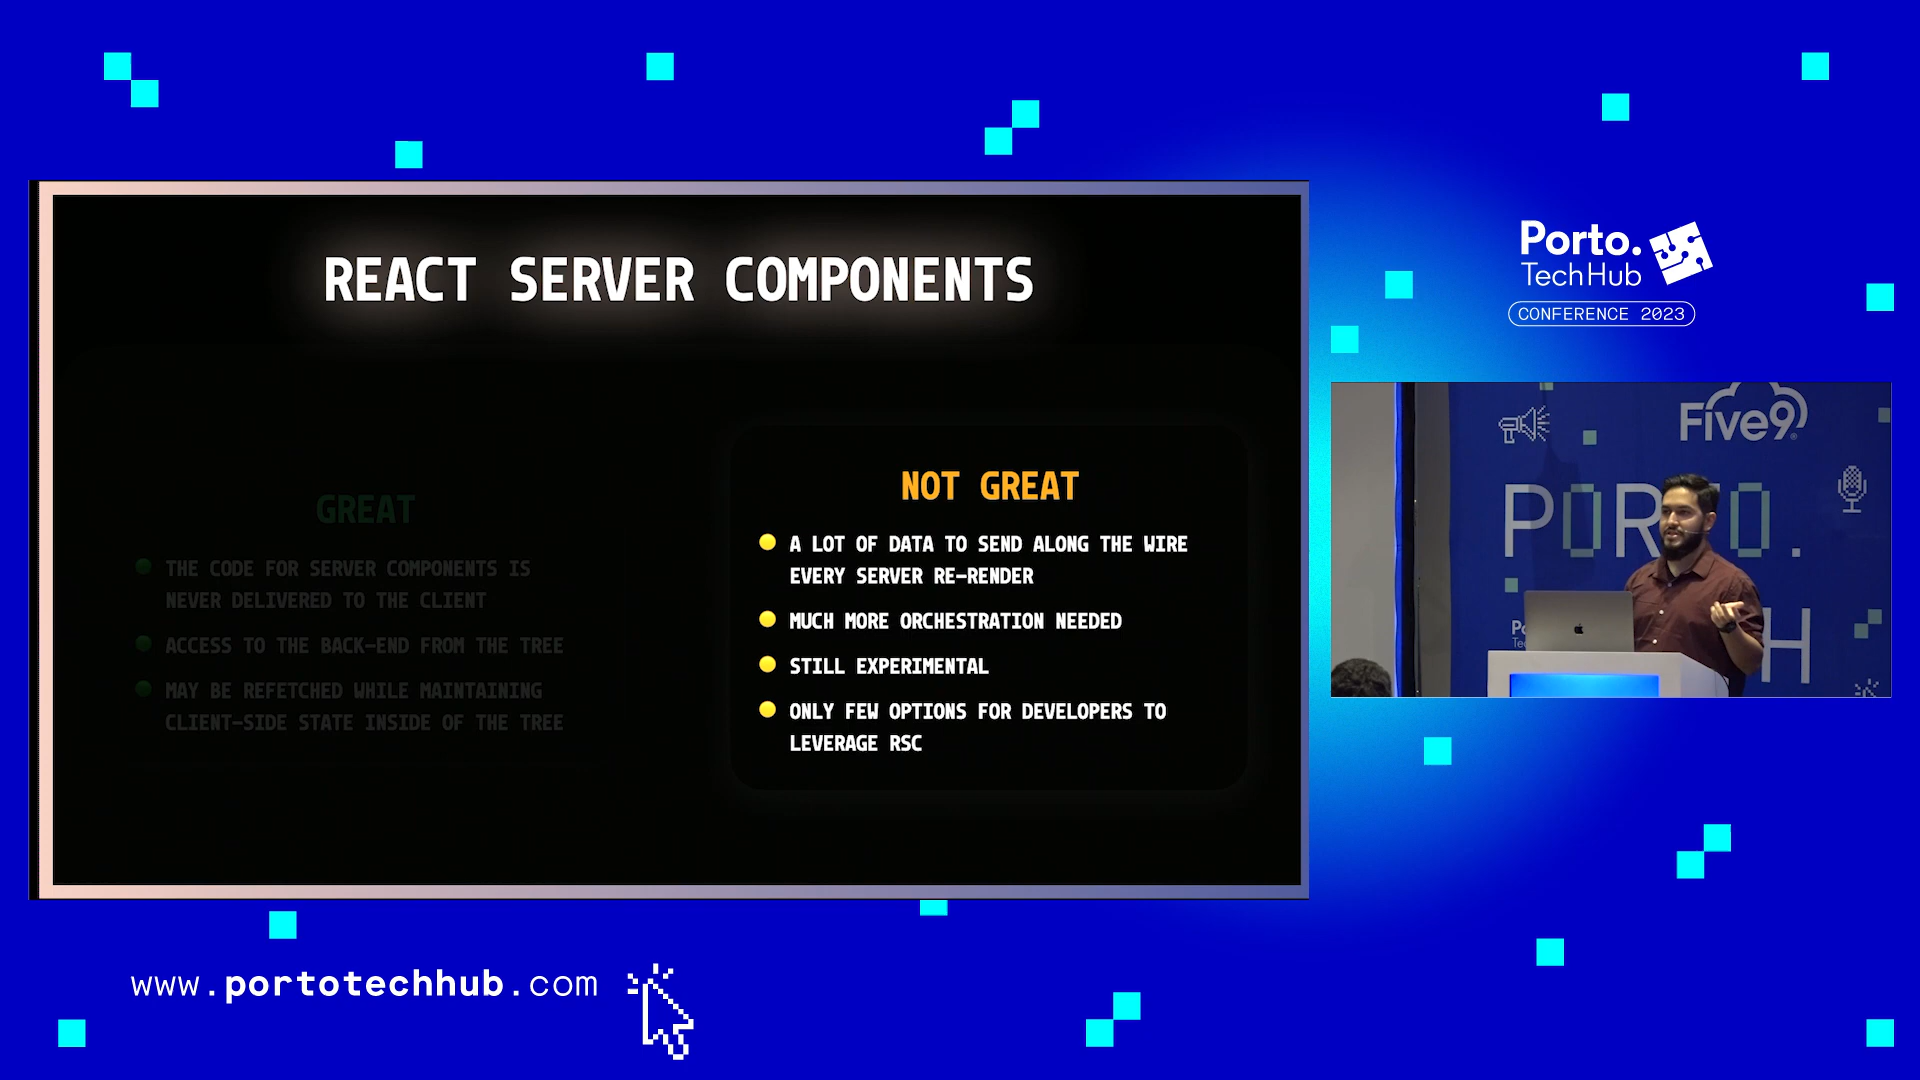 REACT SERVER COMPONENTS
GREAT
THE CODE FOR SERVER COMPONENTS IS
NEVER DELIVERED TO THE CLIENT
ACCESS TO THE BACK-END FROM THE TREE
MAY BE REFETCHED WHILE MAINTAINING
CLIENT-SIDE STATE INSIDE OF THE TREE
NOT GREAT
A LOT OF DATA TO SEND ALONG THE WIRE
EVERY SERVER RE-RENDER
MUCH MORE ORCHESTRATION NEEDED
STILL EXPERIMENTAL
ONLY FEW OPTIONS FOR DEVELOPERS TO
LEVERAGE RSC
Porto.
TechHub
CONFERENCE 2023
Five9
www.portotechhub.com